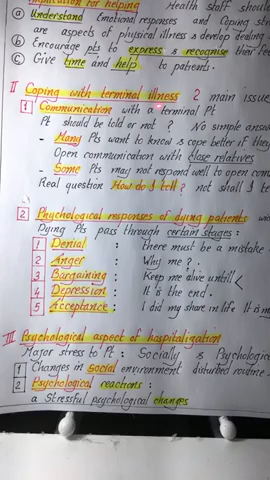 Implication for helping Health staff should
ⓐ Understand Emotional responses and Coping stra
are aspects of physical illness & develop dealing
ⓑ Encourage pts to express & recognise their fee
ⓒ Give time and help to patients.
II Coping with terminal illness 2 main issue
1 Communication with a terminal Pt
Pt should be told or not? No simple answ
- Many Pts want to know & cope better if they
Open communication with close relatives
- Some Pts may not respond well to open com
Real question How do I tell? not shall I te
2 Psychological responses of dying patients
Dying Pts pass through certain stages:
1 Denial : There must be a mistake
2 Anger : Why me?.
3 Bargaining : Keep me alive untill <
4 Depression : It is the end.
5 Acceptance : I did my share in life It is m
III Psychological aspect of hospitalization
Major stress to Pt: Socially & Psychologic
1 Changes in social environment disturbed routine
2 Psychological reactions:
a Stressful psychological changes